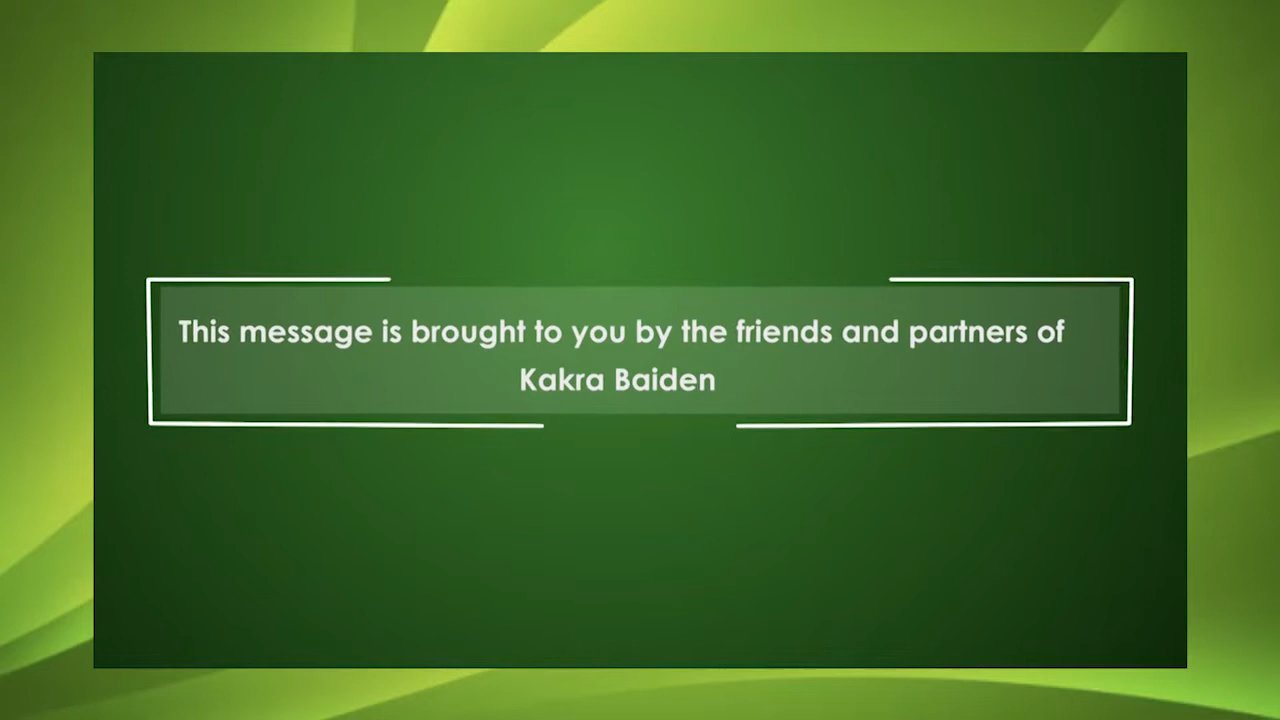 This message is brought to you by the friends and partners of
Kakra Baiden